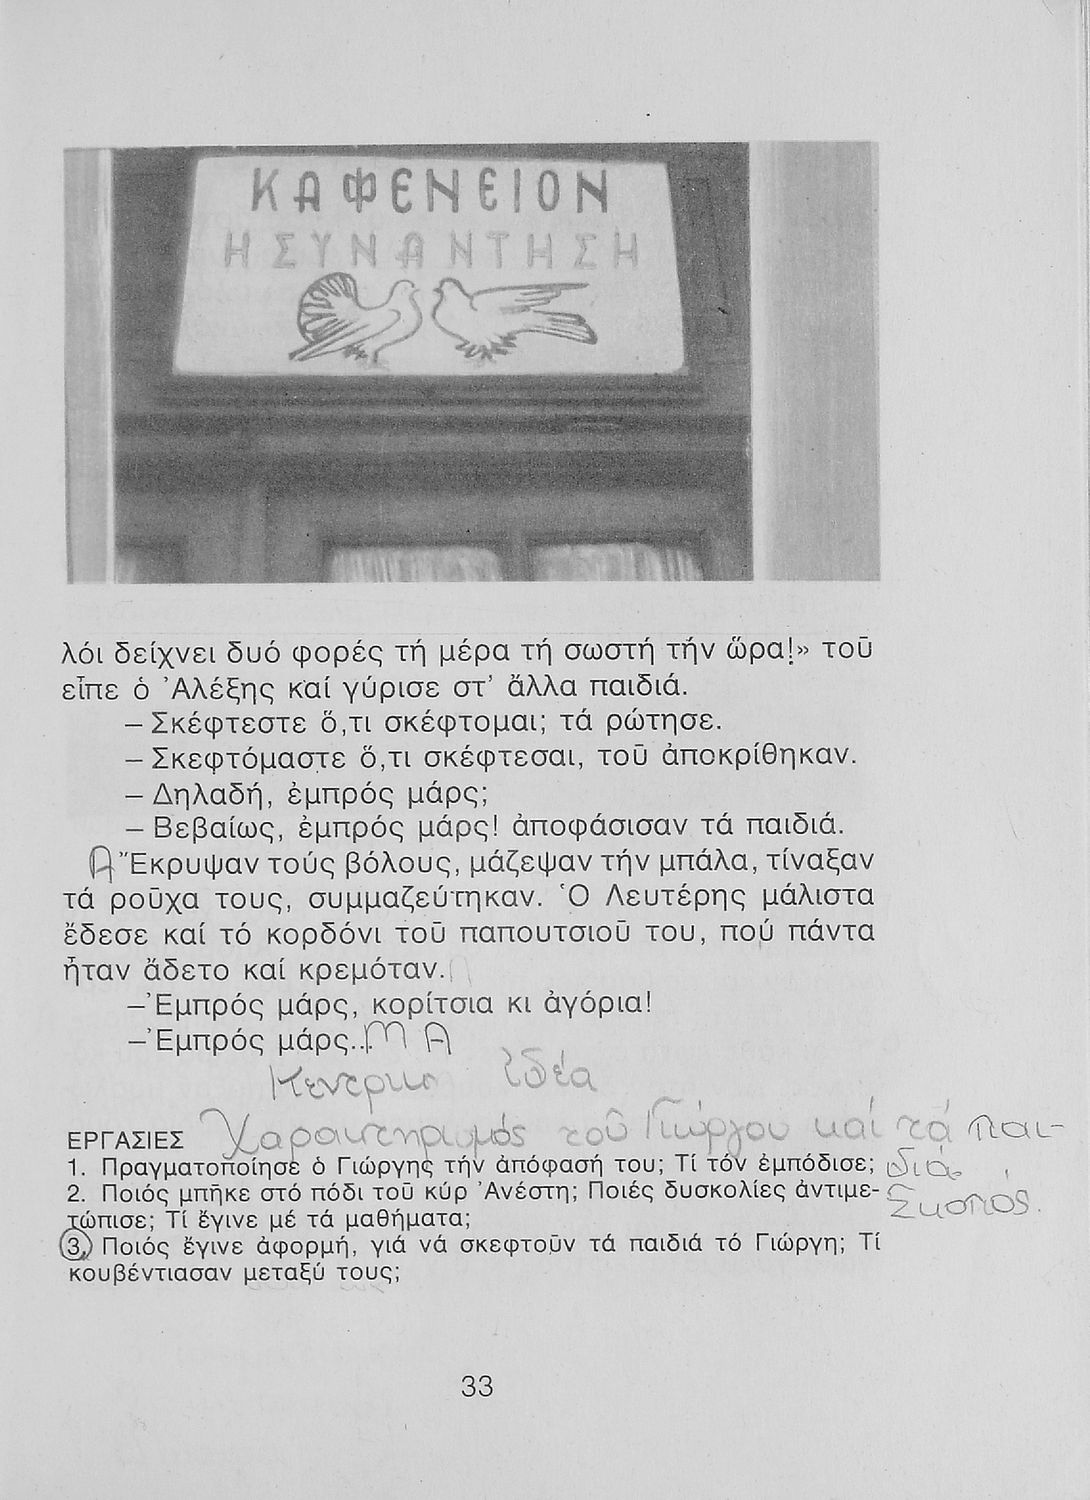 ΚΑΦΕΝΕΙΟΝ
Η ΣΥΝΑΝΤΗΣΗ
λόι δείχνει δυό φορές τή μέρα τή σωστή τήν ὥρα!» τοῦ
εἶπε ὁ Ἀλέξης καί γύρισε στ' ἄλλα παιδιά.
– Σκέφτεστε ὅ,τι σκέφτομαι; τά ρώτησε.
– Σκεφτόμαστε ὅ,τι σκέφτεσαι, τοῦ ἀποκρίθηκαν.
– Δηλαδή, ἐμπρός μάρς;
– Βεβαίως, ἐμπρός μάρς! ἀποφάσισαν τά παιδιά.
Α Ἔκρυψαν τούς βόλους, μάζεψαν τήν μπάλα, τίναξαν
τά ροῦχα τους, συμμαζεύτηκαν. Ὁ Λευτέρης μάλιστα
ἔδεσε καί τό κορδόνι τοῦ παπουτσιοῦ του, πού πάντα
ἦταν ἄδετο καί κρεμόταν.
– Ἐμπρός μάρς, κορίτσια κι ἀγόρια!
– Ἐμπρός μάρς... Μ Α
Κεντρικη ἰδέα
ΕΡΓΑΣΙΕΣ Χαρακτηρισμός τοῦ Γιώργου καί τά παι-
1. Πραγματοποίησε ὁ Γιώργης τήν ἀπόφασή του; Τί τόν ἐμπόδισε; διά
2. Ποιός μπῆκε στό πόδι τοῦ κύρ Ἀνέστη; Ποιές δυσκολίες ἀντιμε- Σκοπός.
τώπισε; Τί ἔγινε μέ τά μαθήματα;
3. Ποιός ἔγινε ἀφορμή, γιά νά σκεφτοῦν τά παιδιά τό Γιώργη; Τί
κουβέντιασαν μεταξύ τους;
33